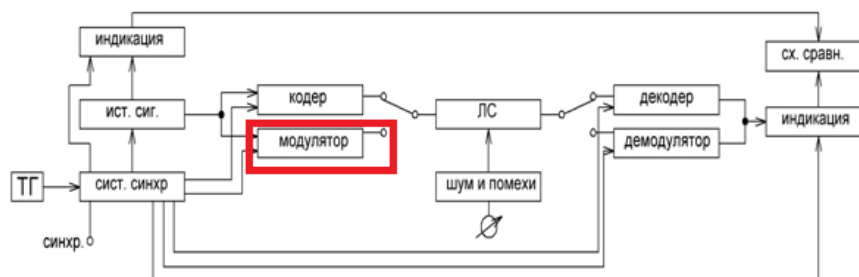 индикация
сх. сравн.
кодер
декодер
ист. сиг.
ЛС
индикация
модулятор
демодулятор
ТГ
сист. синхр
шум и помехи
синхр.